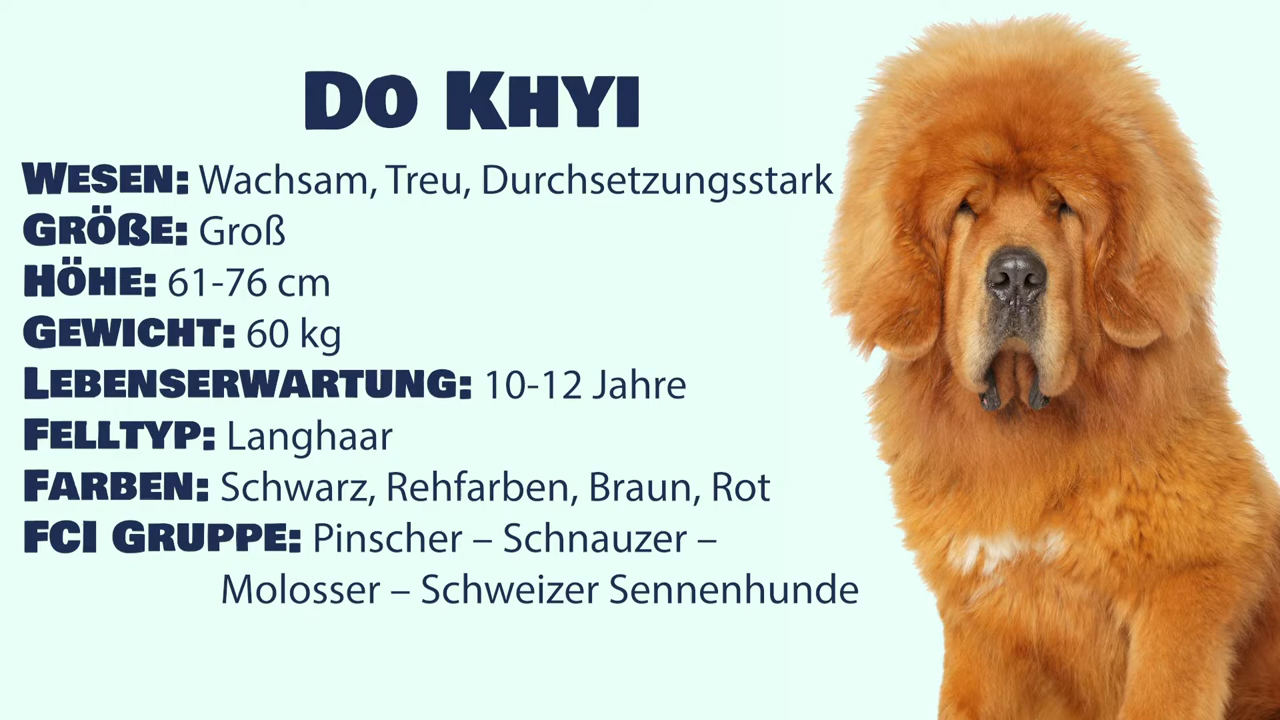 Do Khyi
Wesen: Wachsam, Treu, Durchsetzungsstark
Größe: Groß
Höhe: 61-76 cm
Gewicht: 60 kg
Lebenserwartung: 10-12 Jahre
Felltyp: Langhaar
Farben: Schwarz, Rehfarben, Braun, Rot
FCI Gruppe: Pinscher – Schnauzer –
Molosser – Schweizer Sennenhunde